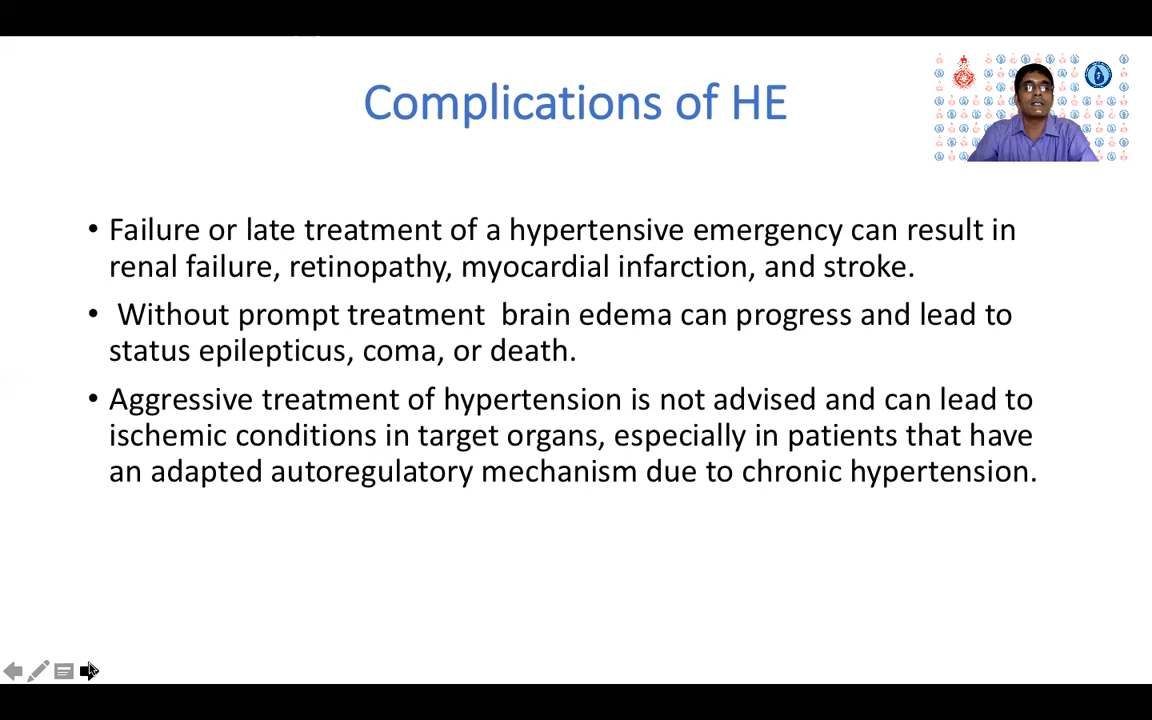 Complications of HE
• Failure or late treatment of a hypertensive emergency can result in
renal failure, retinopathy, myocardial infarction, and stroke.
• Without prompt treatment  brain edema can progress and lead to
status epilepticus, coma, or death.
• Aggressive treatment of hypertension is not advised and can lead to
ischemic conditions in target organs, especially in patients that have
an adapted autoregulatory mechanism due to chronic hypertension.